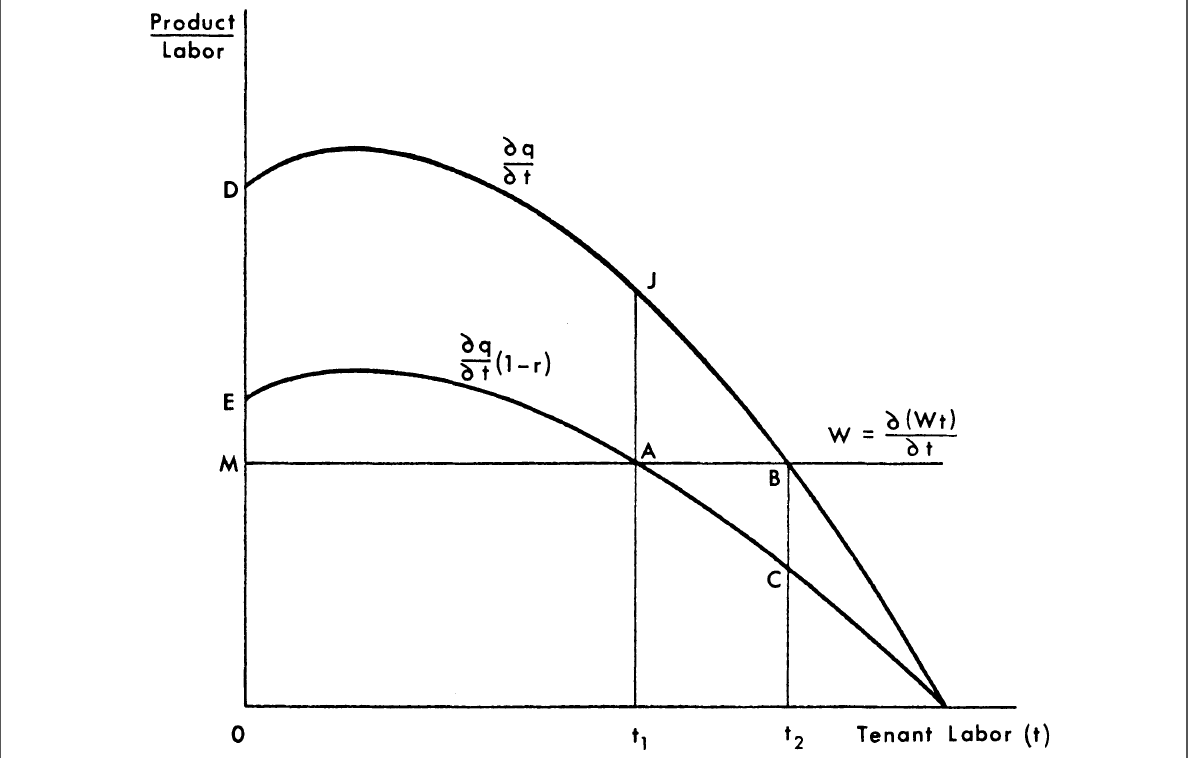 Product
Labor
∂q
∂t
D
J
∂q
∂t (1-r)
E
W = ∂(Wt)
∂t
M
A
B
C
0
t₁
t₂
Tenant Labor (t)